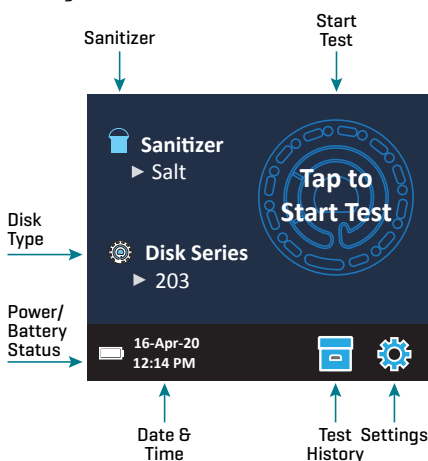 Sanitizer
Start
Test
Sanitizer
► Salt
Tap to
Start Test
Disk
Type
Disk Series
► 203
Power/
Battery
Status
16-Apr-20
12:14 PM
Date &
Time
Test
History
Settings